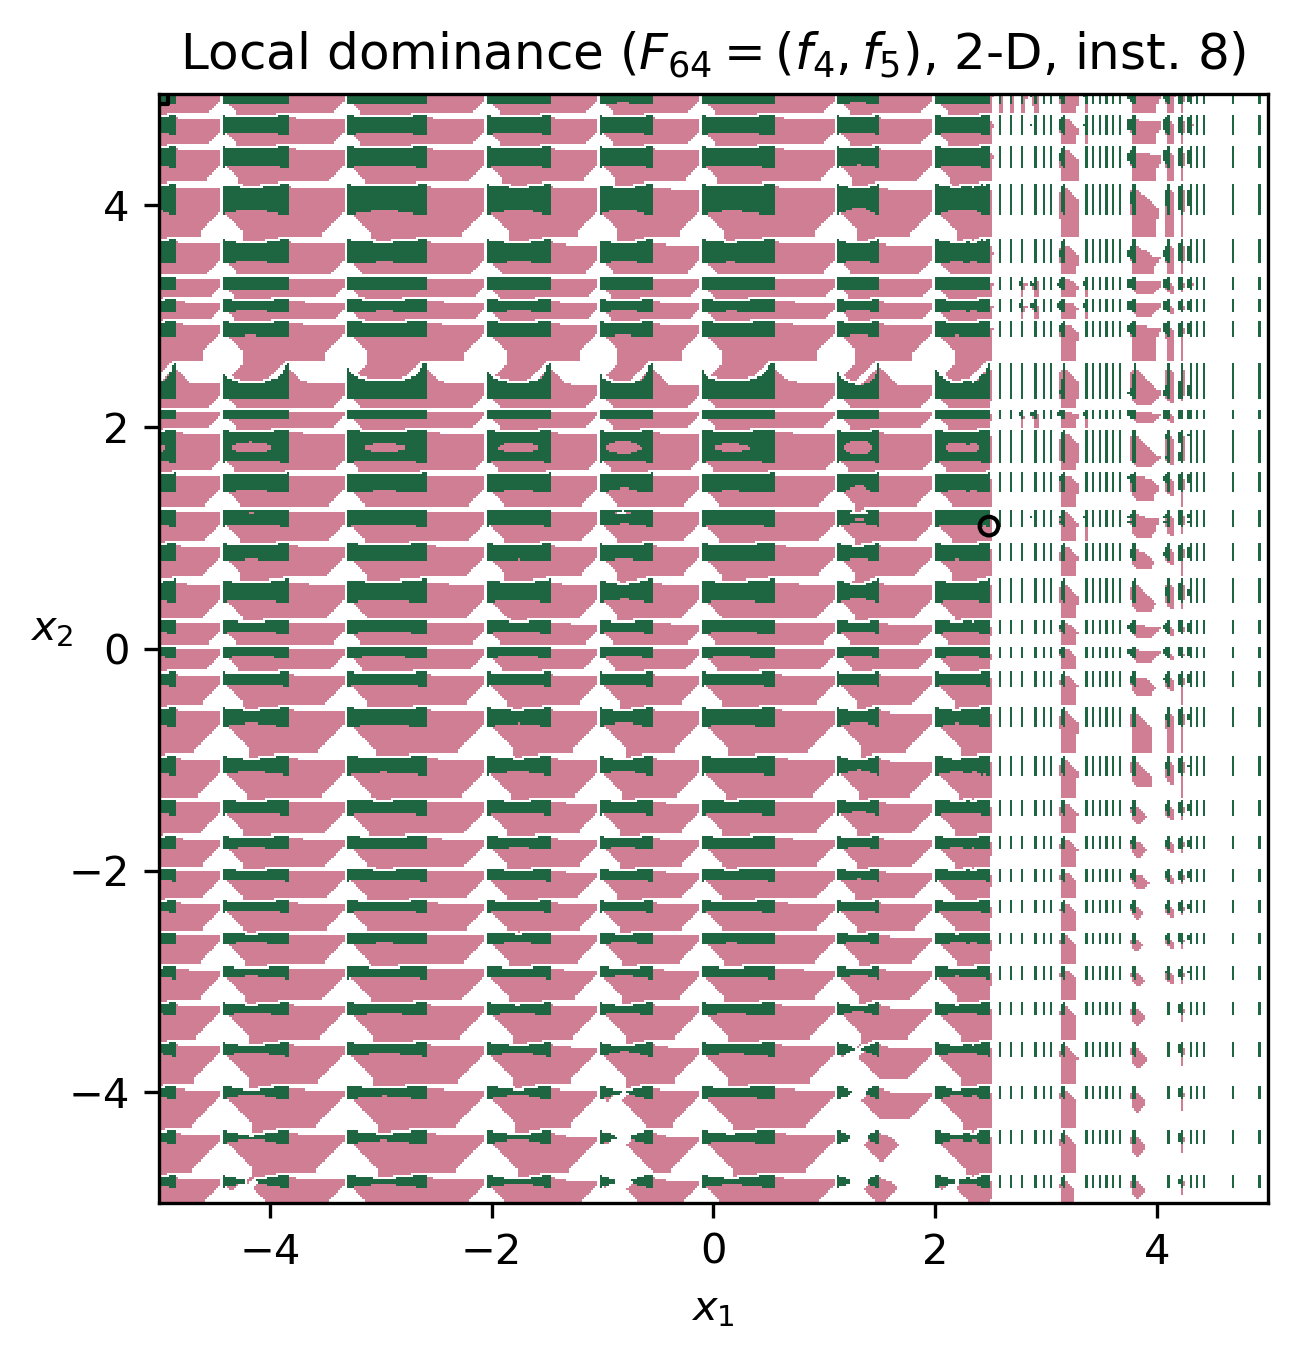 Local dominance (F₆₄ = (f₄, f₅), 2-D, inst. 8)
4
2
x₂
0
−2
−4
−4 −2 0 2 4
x₁